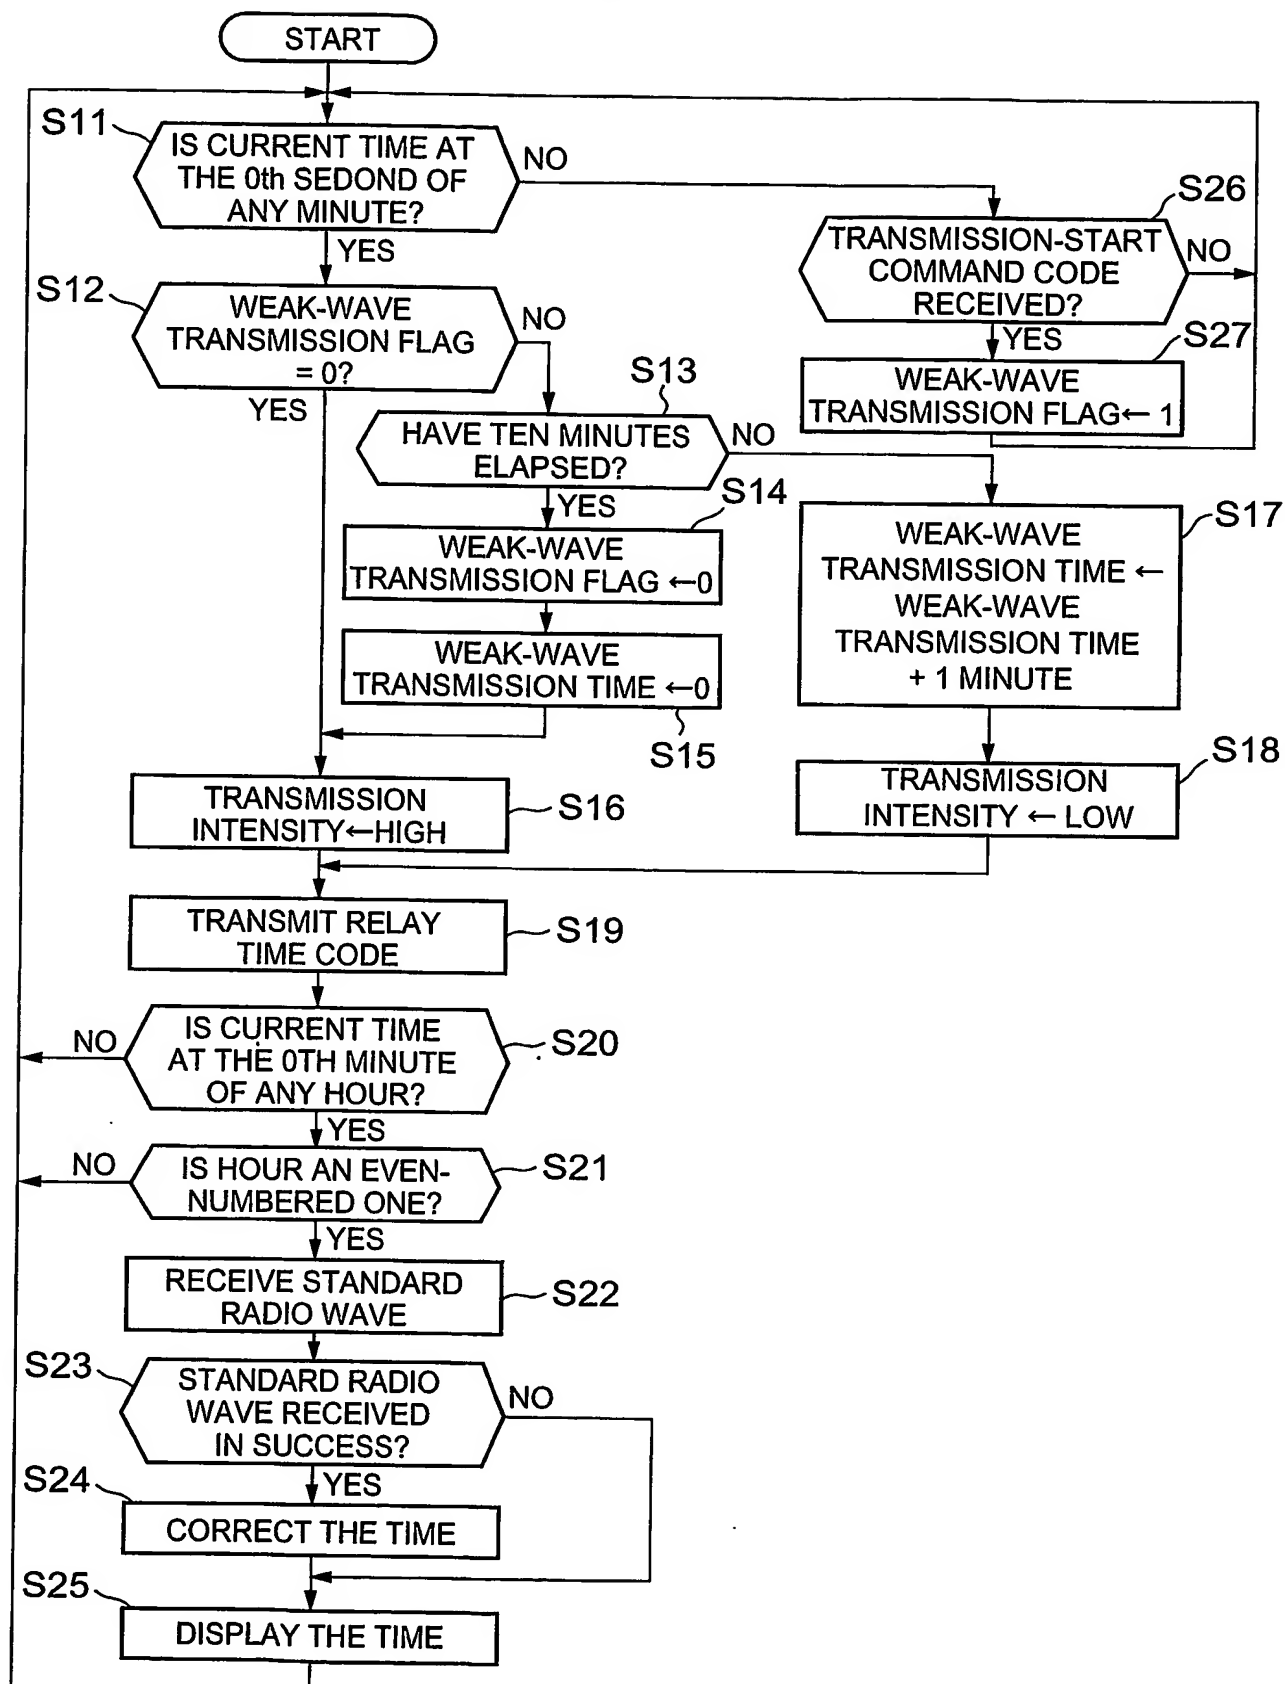 START
S11
IS CURRENT TIME AT
THE 0th SEDOND OF
ANY MINUTE?
NO
YES
S26
TRANSMISSION-START
COMMAND CODE
RECEIVED?
NO
YES
S27
WEAK-WAVE
TRANSMISSION FLAG← 1
S12
WEAK-WAVE
TRANSMISSION FLAG
= 0?
NO
YES
S13
HAVE TEN MINUTES
ELAPSED?
NO
YES
S14
WEAK-WAVE
TRANSMISSION FLAG ←0
WEAK-WAVE
TRANSMISSION TIME ←0
S15
S17
WEAK-WAVE
TRANSMISSION TIME ←
WEAK-WAVE
TRANSMISSION TIME
+ 1 MINUTE
S18
TRANSMISSION
INTENSITY ← LOW
TRANSMISSION
INTENSITY←HIGH
S16
TRANSMIT RELAY
TIME CODE
S19
IS CURRENT TIME
AT THE 0TH MINUTE
OF ANY HOUR?
S20
NO
YES
IS HOUR AN EVEN-
NUMBERED ONE?
S21
NO
YES
RECEIVE STANDARD
RADIO WAVE
S22
S23
STANDARD RADIO
WAVE RECEIVED
IN SUCCESS?
NO
YES
S24
CORRECT THE TIME
S25
DISPLAY THE TIME